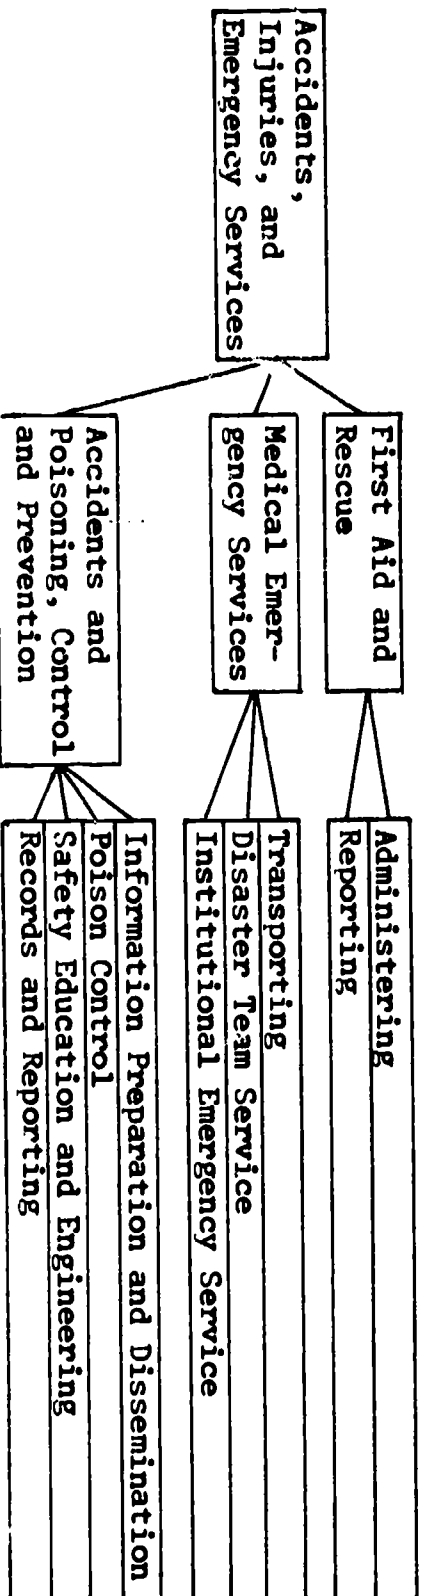 Accidents,
Injuries, and
Emergency Services
First Aid and
Rescue
Administering
Reporting
Medical Emer-
gency Services
Transporting
Disaster Team Service
Institutional Emergency Service
Accidents and
Poisoning, Control
and Prevention
Information Preparation and Dissemination
Poison Control
Safety Education and Engineering
Records and Reporting